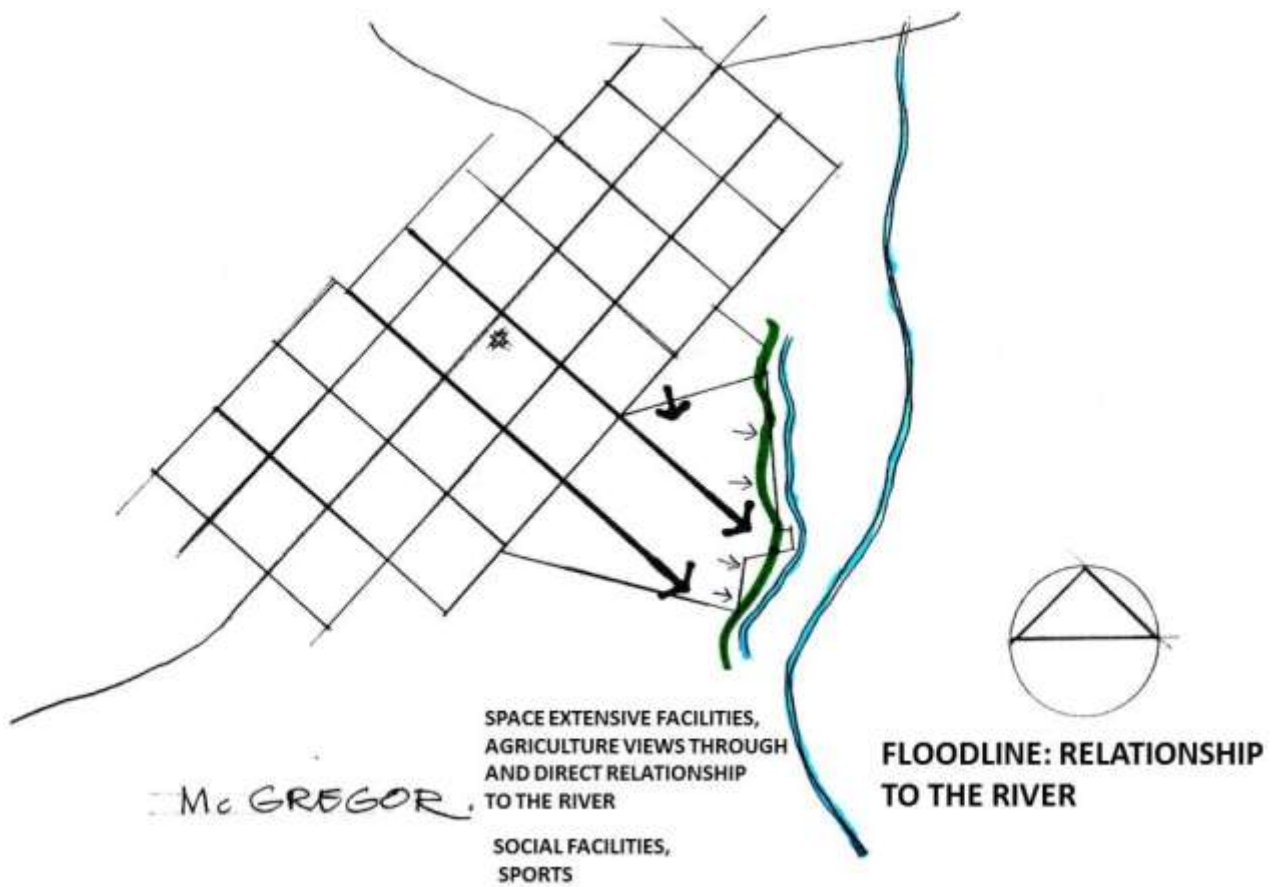 SPACE EXTENSIVE FACILITIES,
AGRICULTURE VIEWS THROUGH
AND DIRECT RELATIONSHIP
TO THE RIVER
SOCIAL FACILITIES,
SPORTS
Mc GREGOR.
FLOODLINE: RELATIONSHIP
TO THE RIVER